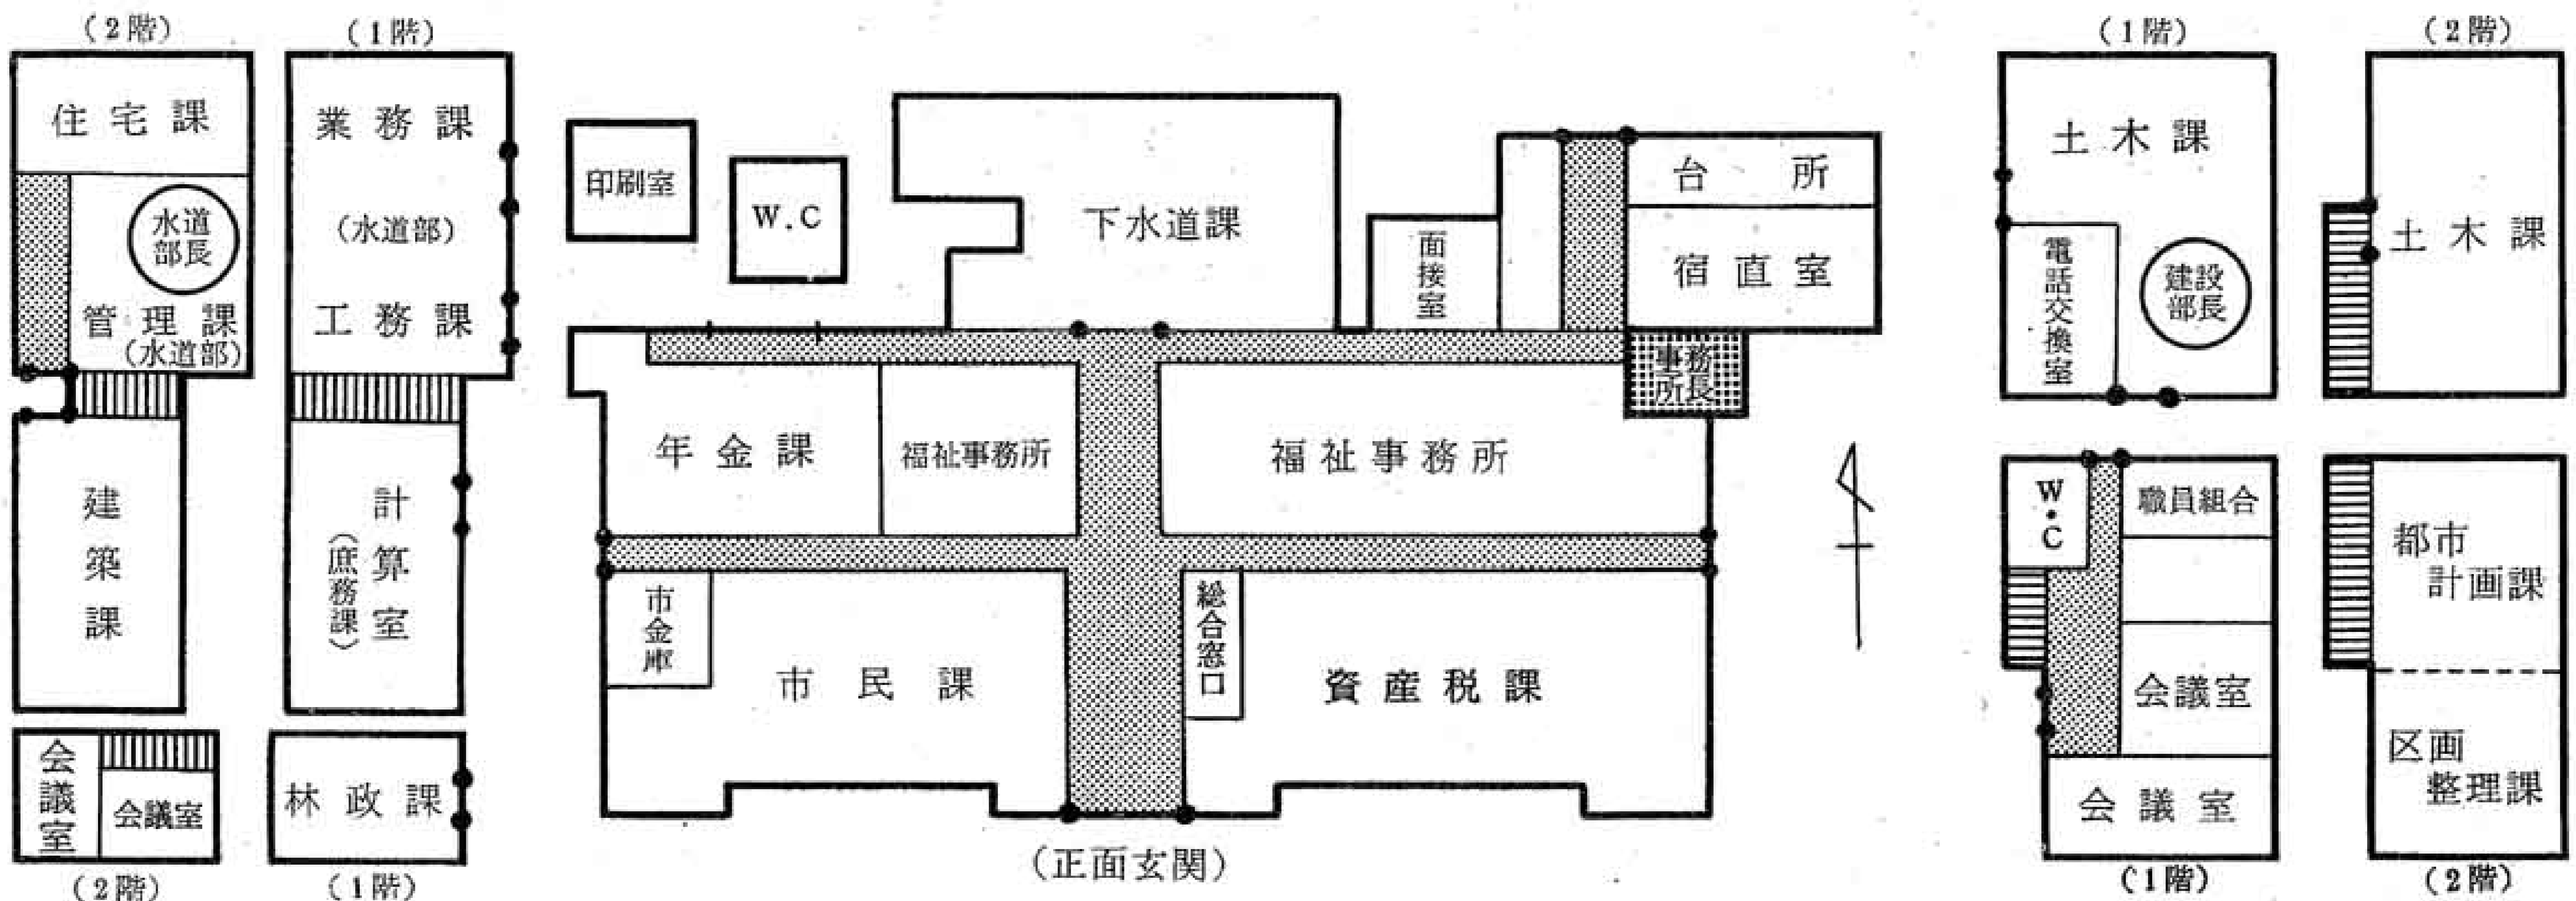 (2階)
住宅課
水道
部長
管理課
(水道部)
建築課
会議室
会議室
(2階)
(1階)
業務課
(水道部)
工務課
計算室
(庶務課)
林政課
(1階)
印刷室
W.C
下水道課
面接室
台所
宿直室
事務
所長
年金課
福祉事務所
福祉事務所
市金庫
市民課
総合窓口
資産税課
(正面玄関)
(1階)
土木課
電話交換室
建設
部長
W・C
職員組合
会議室
会議室
(1階)
(2階)
土木課
都市
計画課
区画
整理課
(2階)